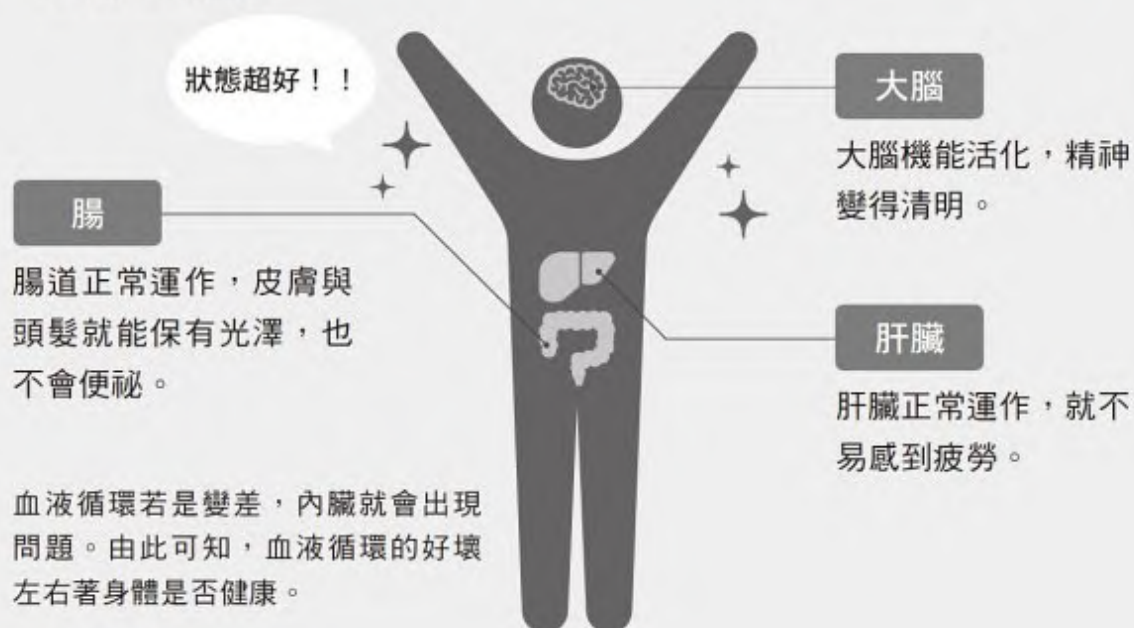 狀態超好！！
大腦
大腦機能活化，精神
變得清明。
腸
腸道正常運作，皮膚與
頭髮就能保有光澤，也
不會便祕。
肝臟
肝臟正常運作，就不
易感到疲勞。
血液循環若是變差，內臟就會出現
問題。由此可知，血液循環的好壞
左右著身體是否健康。